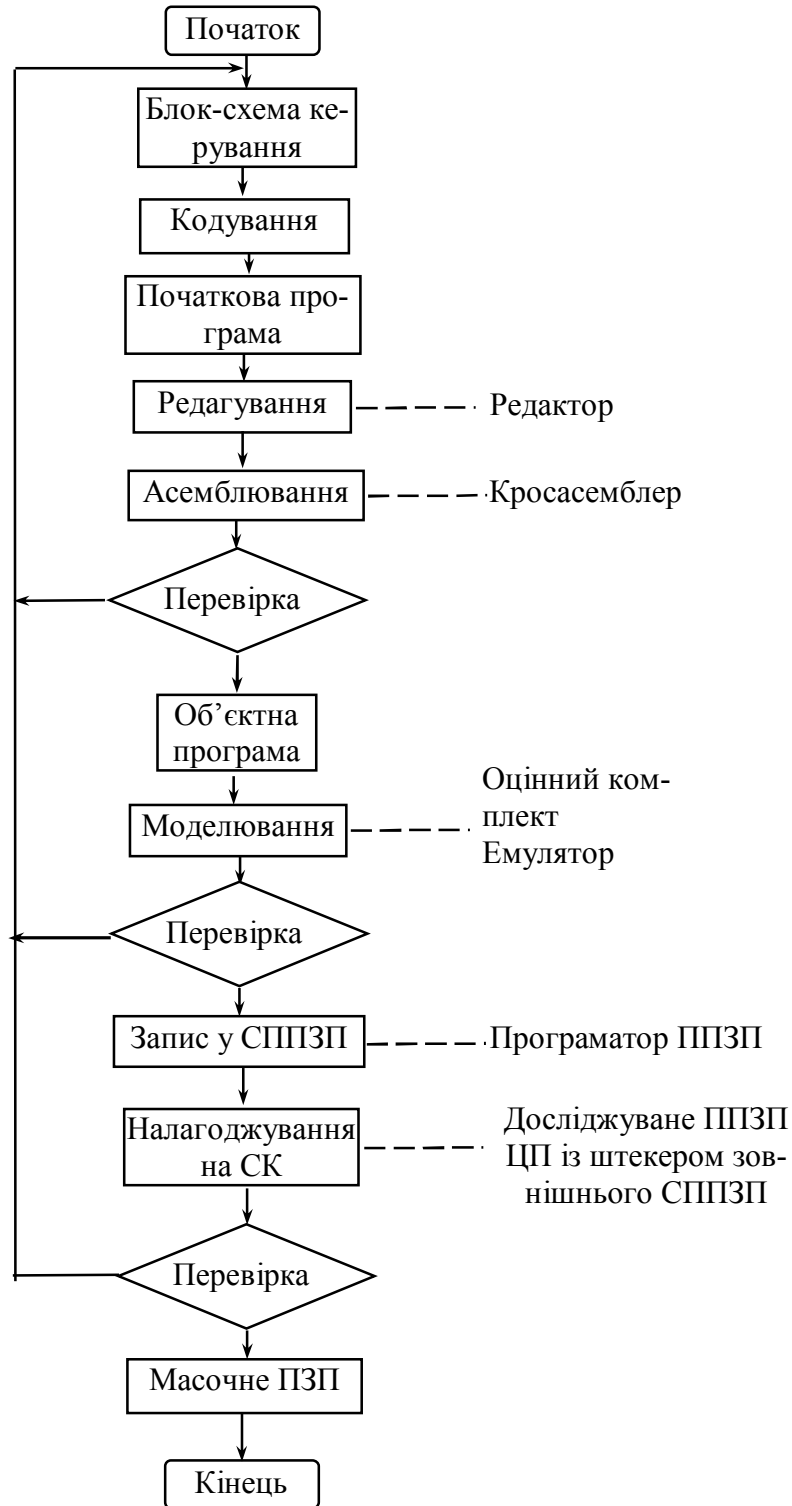 Початок
Блок-схема ке-
рування
Кодування
Початкова про-
грама
Редагування
Редактор
Асемблювання
Кросасемблер
Перевірка
Об’єктна
програма
Моделювання
Оцінний ком-
плект
Емулятор
Перевірка
Запис у СППЗП
Програматор ППЗП
Налагоджування
на СК
Досліджуване ППЗП
ЦП із штекером зов-
нішнього СППЗП
Перевірка
Масочне ПЗП
Кінець